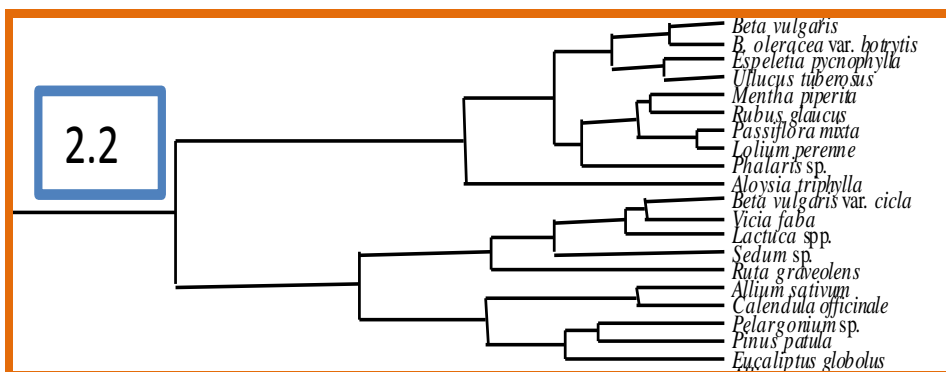 2.2
Beta vulgaris
B. oleracea var. botrytis
Espeletia pycnophylla
Ullucus tuberosus
Mentha piperita
Rubus glaucus
Passiflora mixta
Lolium perenne
Phalaris sp.
Aloysia triphylla
Beta vulgaris var. cicla
Vicia faba
Lactuca spp.
Sedum sp.
Ruta graveolens
Allium sativum
Calendula officinale
Pelargonium sp.
Pinus patula
Eucaliptus globolus